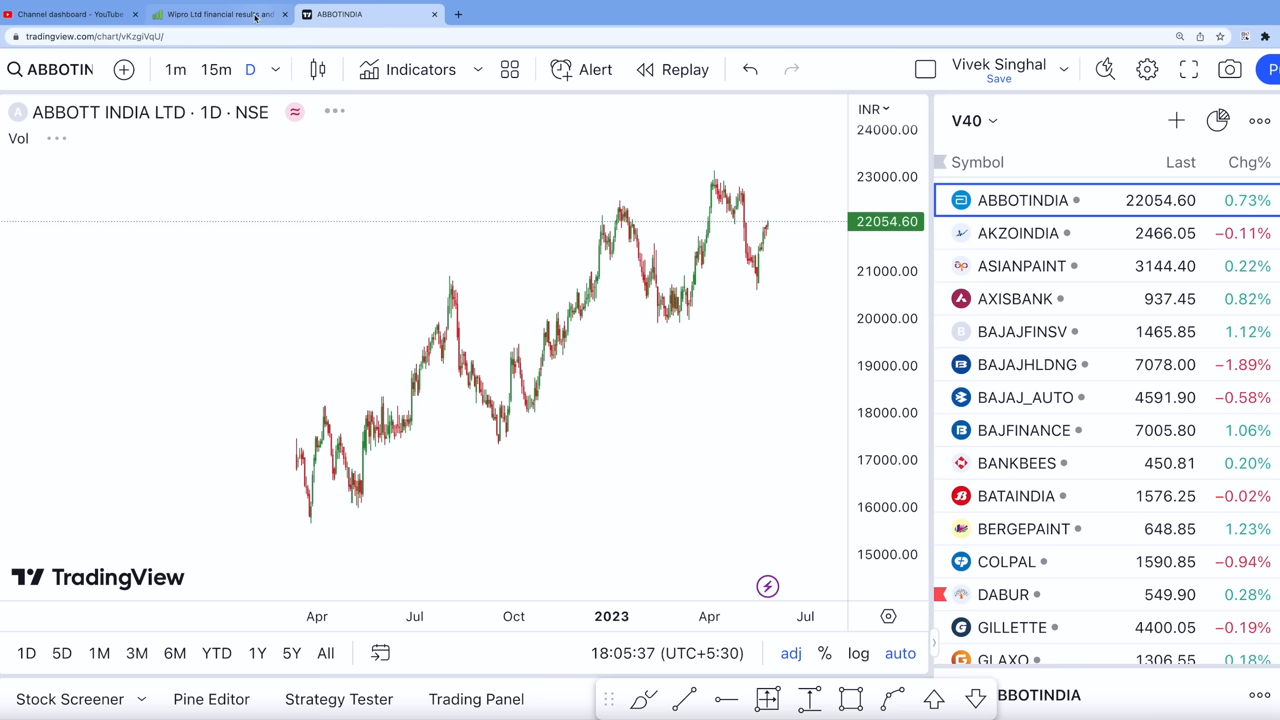 Channel dashboard - YouTube
Wipro Ltd financial results and
ABBOTINDIA
tradingview.com/chart/vKzgiVqU/
ABBOTIN
1m 15m D
Indicators
Alert
Replay
Vivek Singhal
Save
ABBOTT INDIA LTD · 1D · NSE
Vol
INR
24000.00
23000.00
22054.60
21000.00
20000.00
19000.00
18000.00
17000.00
16000.00
15000.00
TradingView
Apr Jul Oct 2023 Apr Jul
1D 5D 1M 3M 6M YTD 1Y 5Y All
18:05:37 (UTC+5:30)
adj % log auto
Stock Screener Pine Editor Strategy Tester Trading Panel
V40
Symbol Last Chg%
ABBOTINDIA 22054.60 0.73%
AKZOINDIA 2466.05 −0.11%
ASIANPAINT 3144.40 0.22%
AXISBANK 937.45 0.82%
BAJAJFINSV 1465.85 1.12%
BAJAJHLDNG 7078.00 −1.89%
BAJAJ_AUTO 4591.90 −0.58%
BAJFINANCE 7005.80 1.06%
BANKBEES 450.81 0.20%
BATAINDIA 1576.25 −0.02%
BERGEPAINT 648.85 1.23%
COLPAL 1590.85 −0.94%
DABUR 549.90 0.28%
GILLETTE 4400.05 −0.19%
GLAXO 1306.55 0.18%
BBOTINDIA